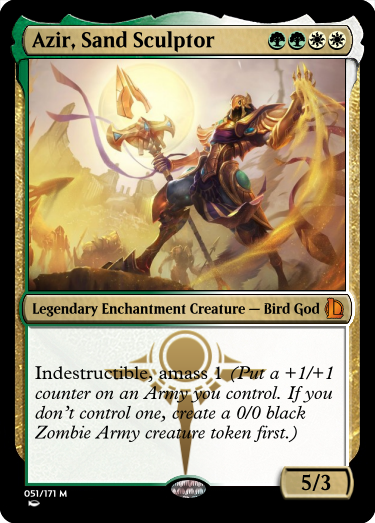 Azir, Sand Sculptor
Legendary Enchantment Creature — Bird God
Indestructible, amass 1 (Put a +1/+1
counter on an Army you control. If you
don't control one, create a 0/0 black
Zombie Army creature token first.)
051/171 M
5/3